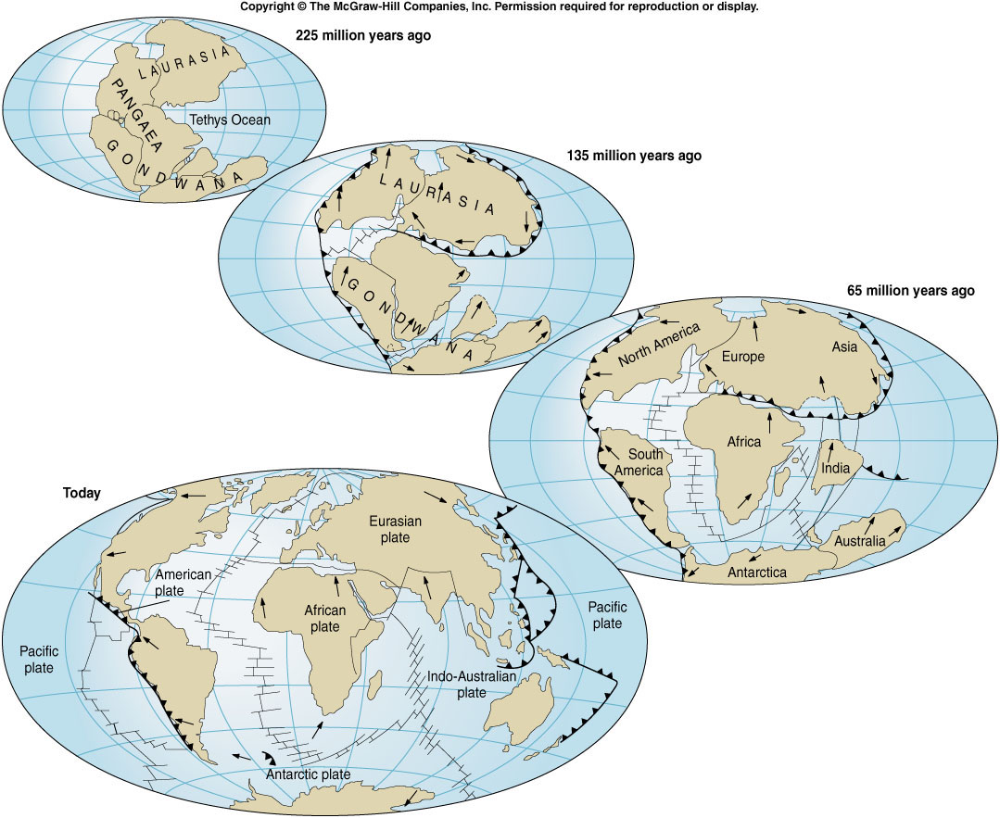 Copyright © The McGraw-Hill Companies, Inc. Permission required for reproduction or display.
225 million years ago
LAURASIA
PANGAEA
Tethys Ocean
GONDWANA
135 million years ago
LAURASIA
GONDWANA
65 million years ago
North America
Europe
Asia
Africa
South
America
India
Australia
Antarctica
Today
Eurasian
plate
American
plate
African
plate
Pacific
plate
Pacific
plate
Indo-Australian
plate
Antarctic plate